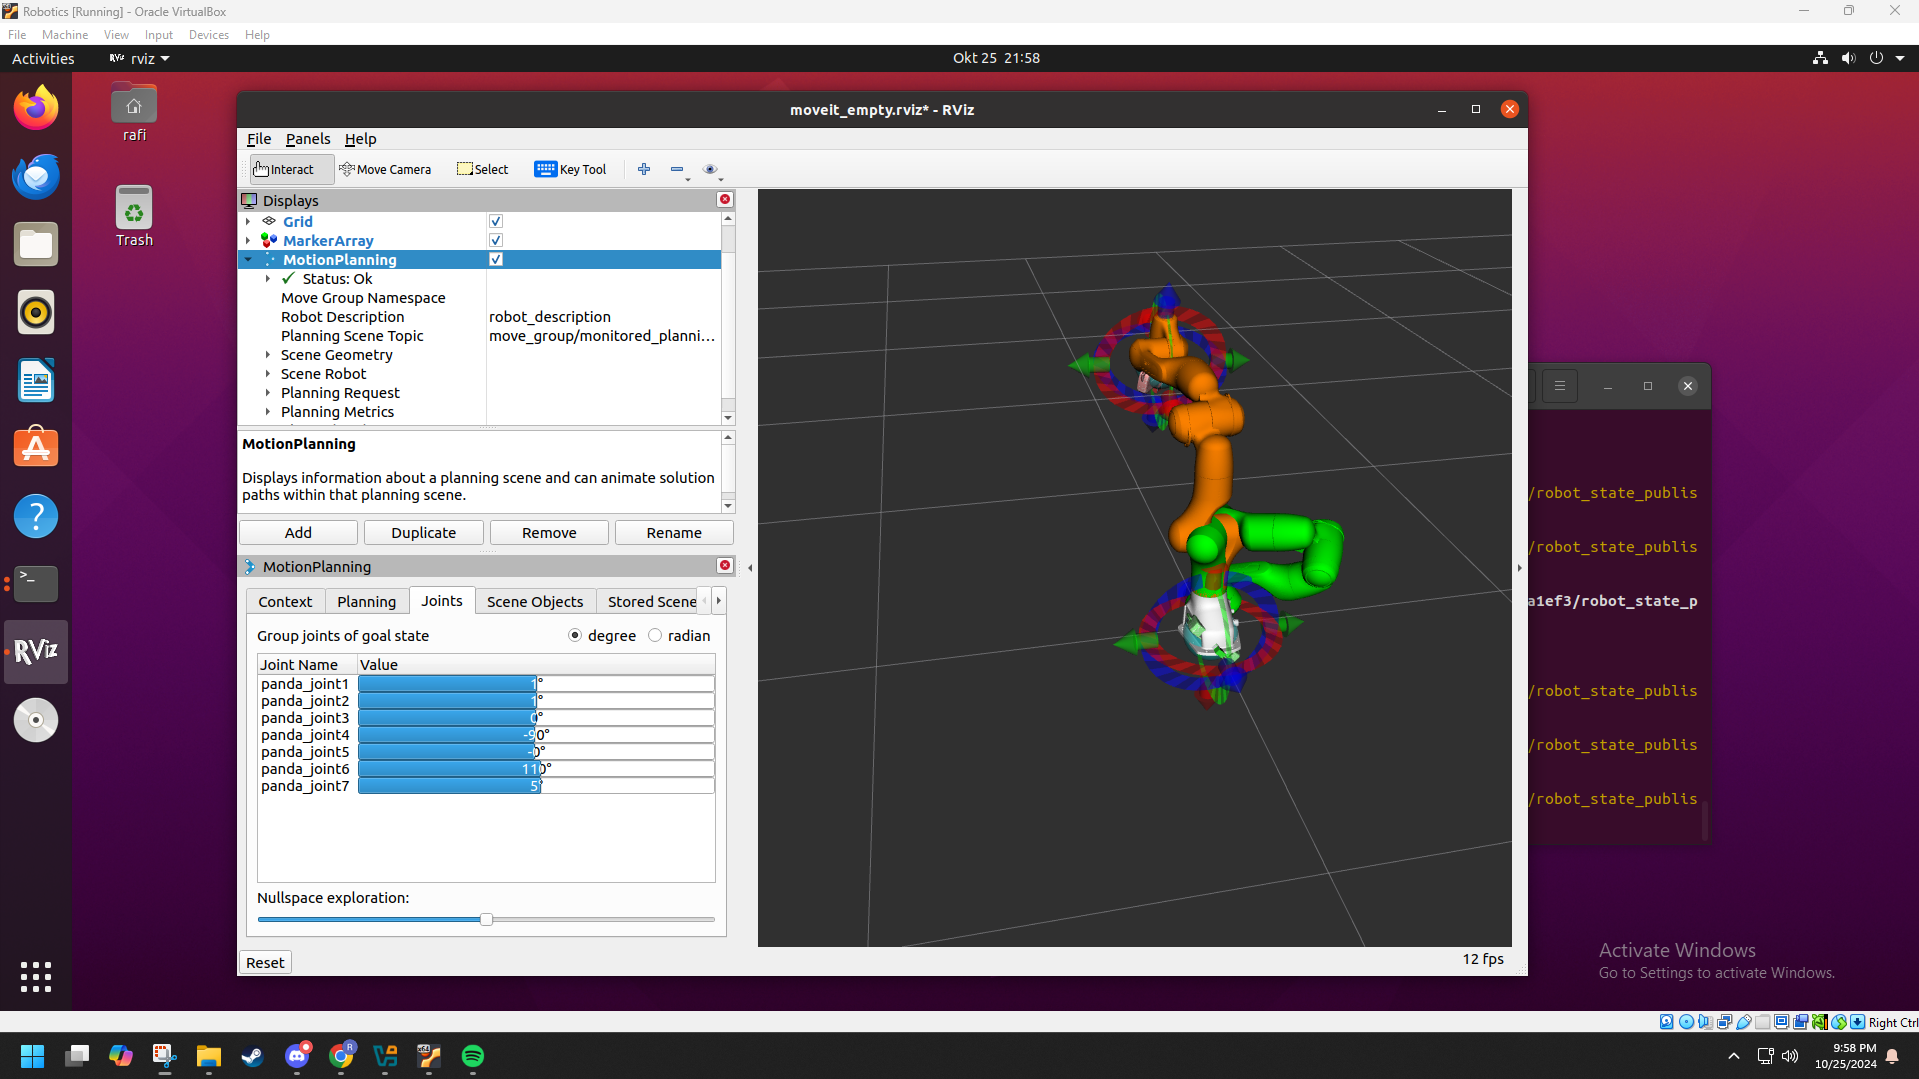 Robotics [Running] - Oracle VirtualBox
File Machine View Input Devices Help
Activities RViz rviz Okt 25 21:58
rafi
Trash
moveit_empty.rviz* - RViz
File Panels Help
Interact Move Camera Select Key Tool
Displays
Grid
MarkerArray
MotionPlanning
Status: Ok
Move Group Namespace
Robot Description robot_description
Planning Scene Topic move_group/monitored_planni...
Scene Geometry
Scene Robot
Planning Request
Planning Metrics
MotionPlanning
Displays information about a planning scene and can animate solution
paths within that planning scene.
Add Duplicate Remove Rename
MotionPlanning
Context Planning Joints Scene Objects Stored Scene
Group joints of goal state degree radian
Joint Name Value
panda_joint1 1°
panda_joint2 1°
panda_joint3 0°
panda_joint4 -90°
panda_joint5 -0°
panda_joint6 110°
panda_joint7 5°
Nullspace exploration:
Reset
12 fps
/robot_state_publis
/robot_state_publis
a1ef3/robot_state_p
/robot_state_publis
/robot_state_publis
/robot_state_publis
RViz
Activate Windows
Go to Settings to activate Windows.
Right Ctrl
9:58 PM
10/25/2024